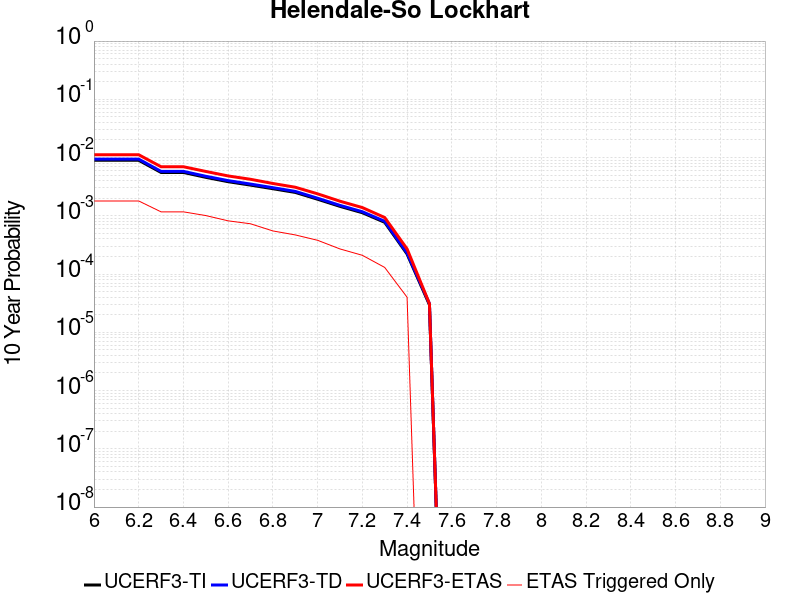 Helendale-So Lockhart
10 0
10 -1
10 -2
10 -3
10 -4
10 -5
10 -6
10 -7
10 -8
10 Year Probability
6 6.2 6.4 6.6 6.8 7 7.2 7.4 7.6 7.8 8 8.2 8.4 8.6 8.8 9
Magnitude
UCERF3-TI UCERF3-TD UCERF3-ETAS ETAS Triggered Only